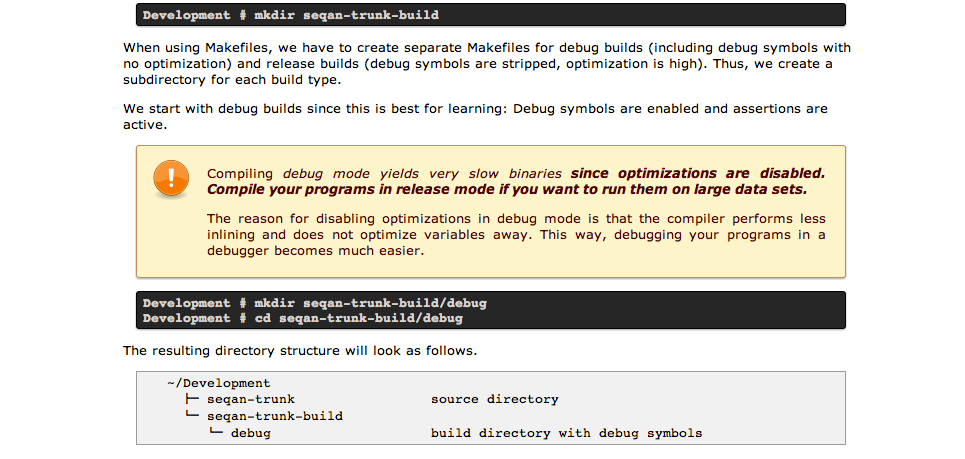 Development # mkdir seqan-trunk-build
When using Makefiles, we have to create separate Makefiles for debug builds (including debug symbols with
no optimization) and release builds (debug symbols are stripped, optimization is high). Thus, we create a
subdirectory for each build type.
We start with debug builds since this is best for learning: Debug symbols are enabled and assertions are
active.
Compiling debug mode yields very slow binaries since optimizations are disabled.
Compile your programs in release mode if you want to run them on large data sets.
The reason for disabling optimizations in debug mode is that the compiler performs less
inlining and does not optimize variables away. This way, debugging your programs in a
debugger becomes much easier.
Development # mkdir seqan-trunk-build/debug
Development # cd seqan-trunk-build/debug
The resulting directory structure will look as follows.
~/Development
├─ seqan-trunk source directory
└─ seqan-trunk-build
└─ debug build directory with debug symbols